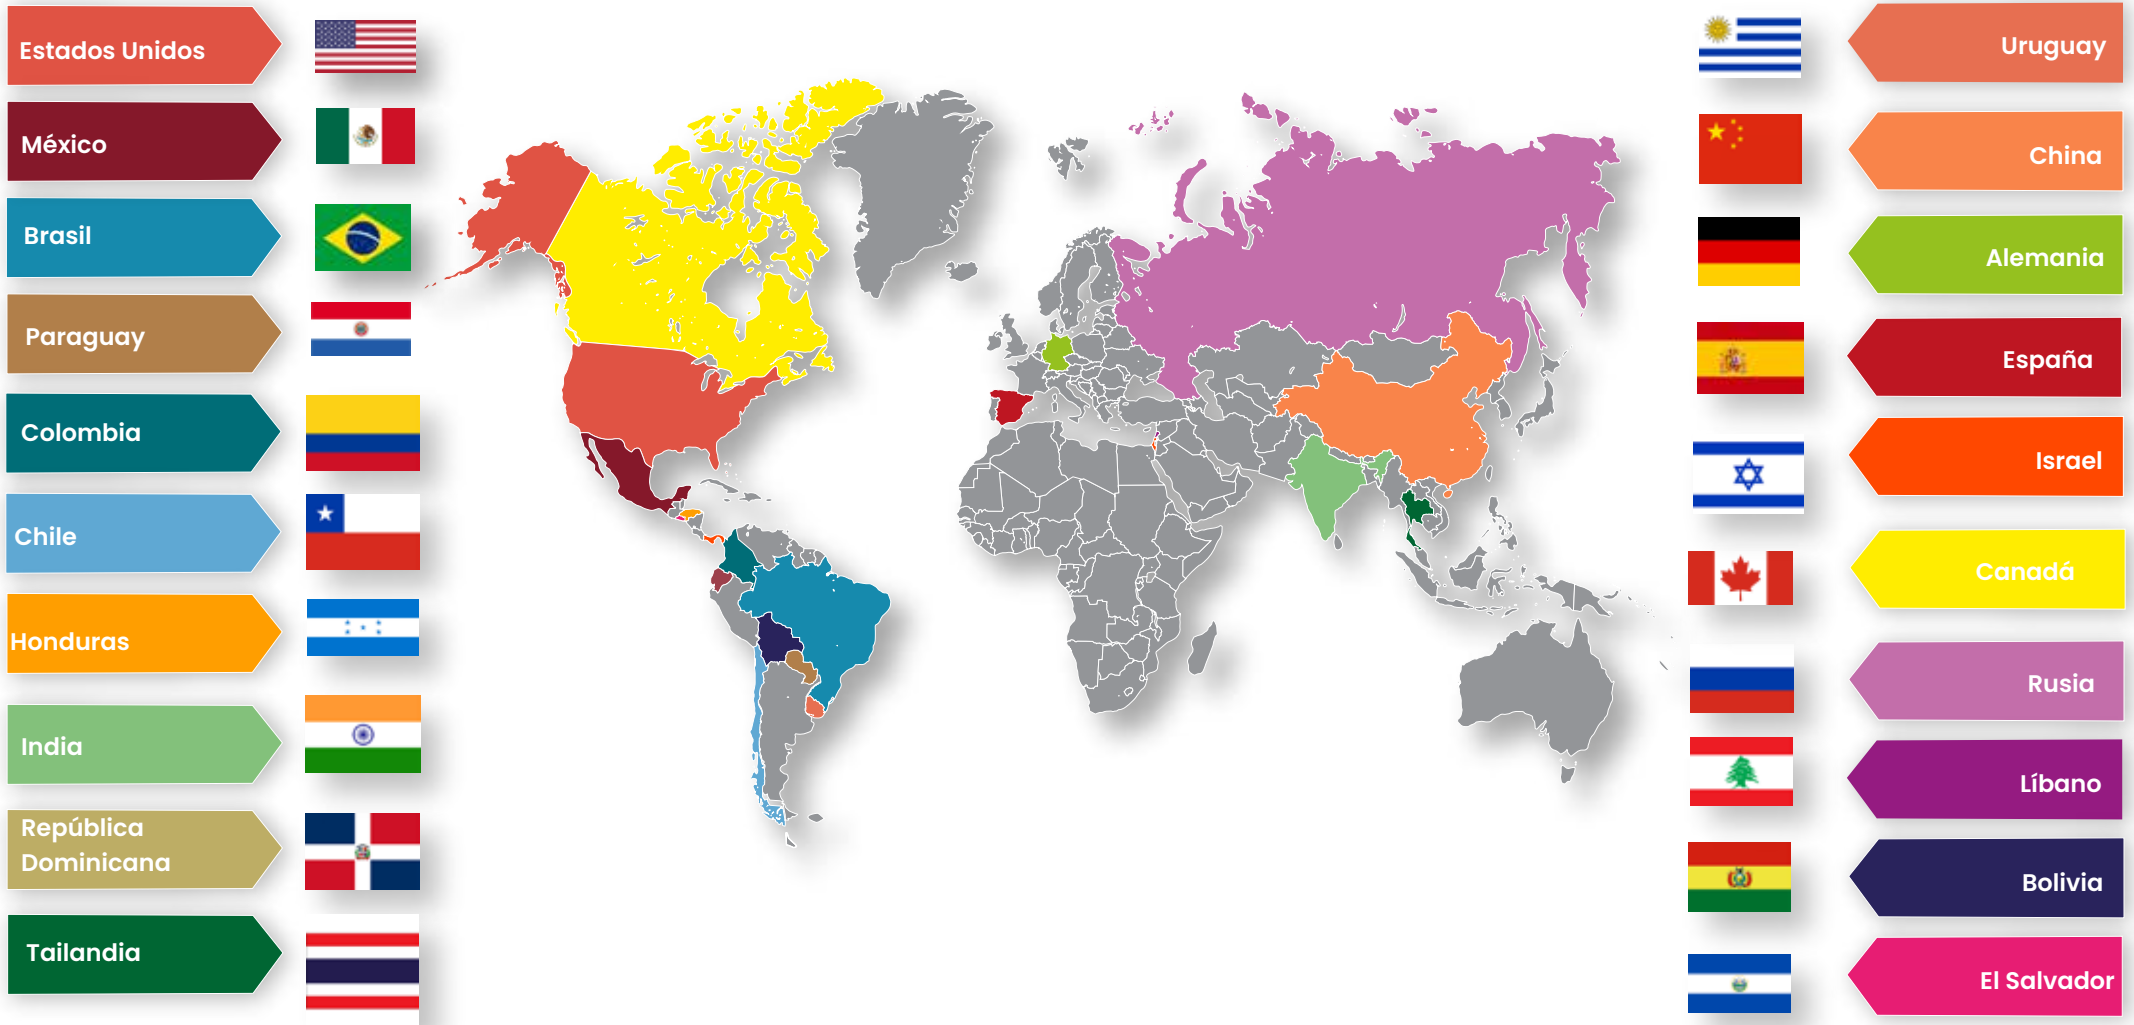 Estados Unidos
México
Brasil
Paraguay
Colombia
Chile
Honduras
India
República
Dominicana
Tailandia
Uruguay
China
Alemania
España
Israel
Canadá
Rusia
Líbano
Bolivia
El Salvador